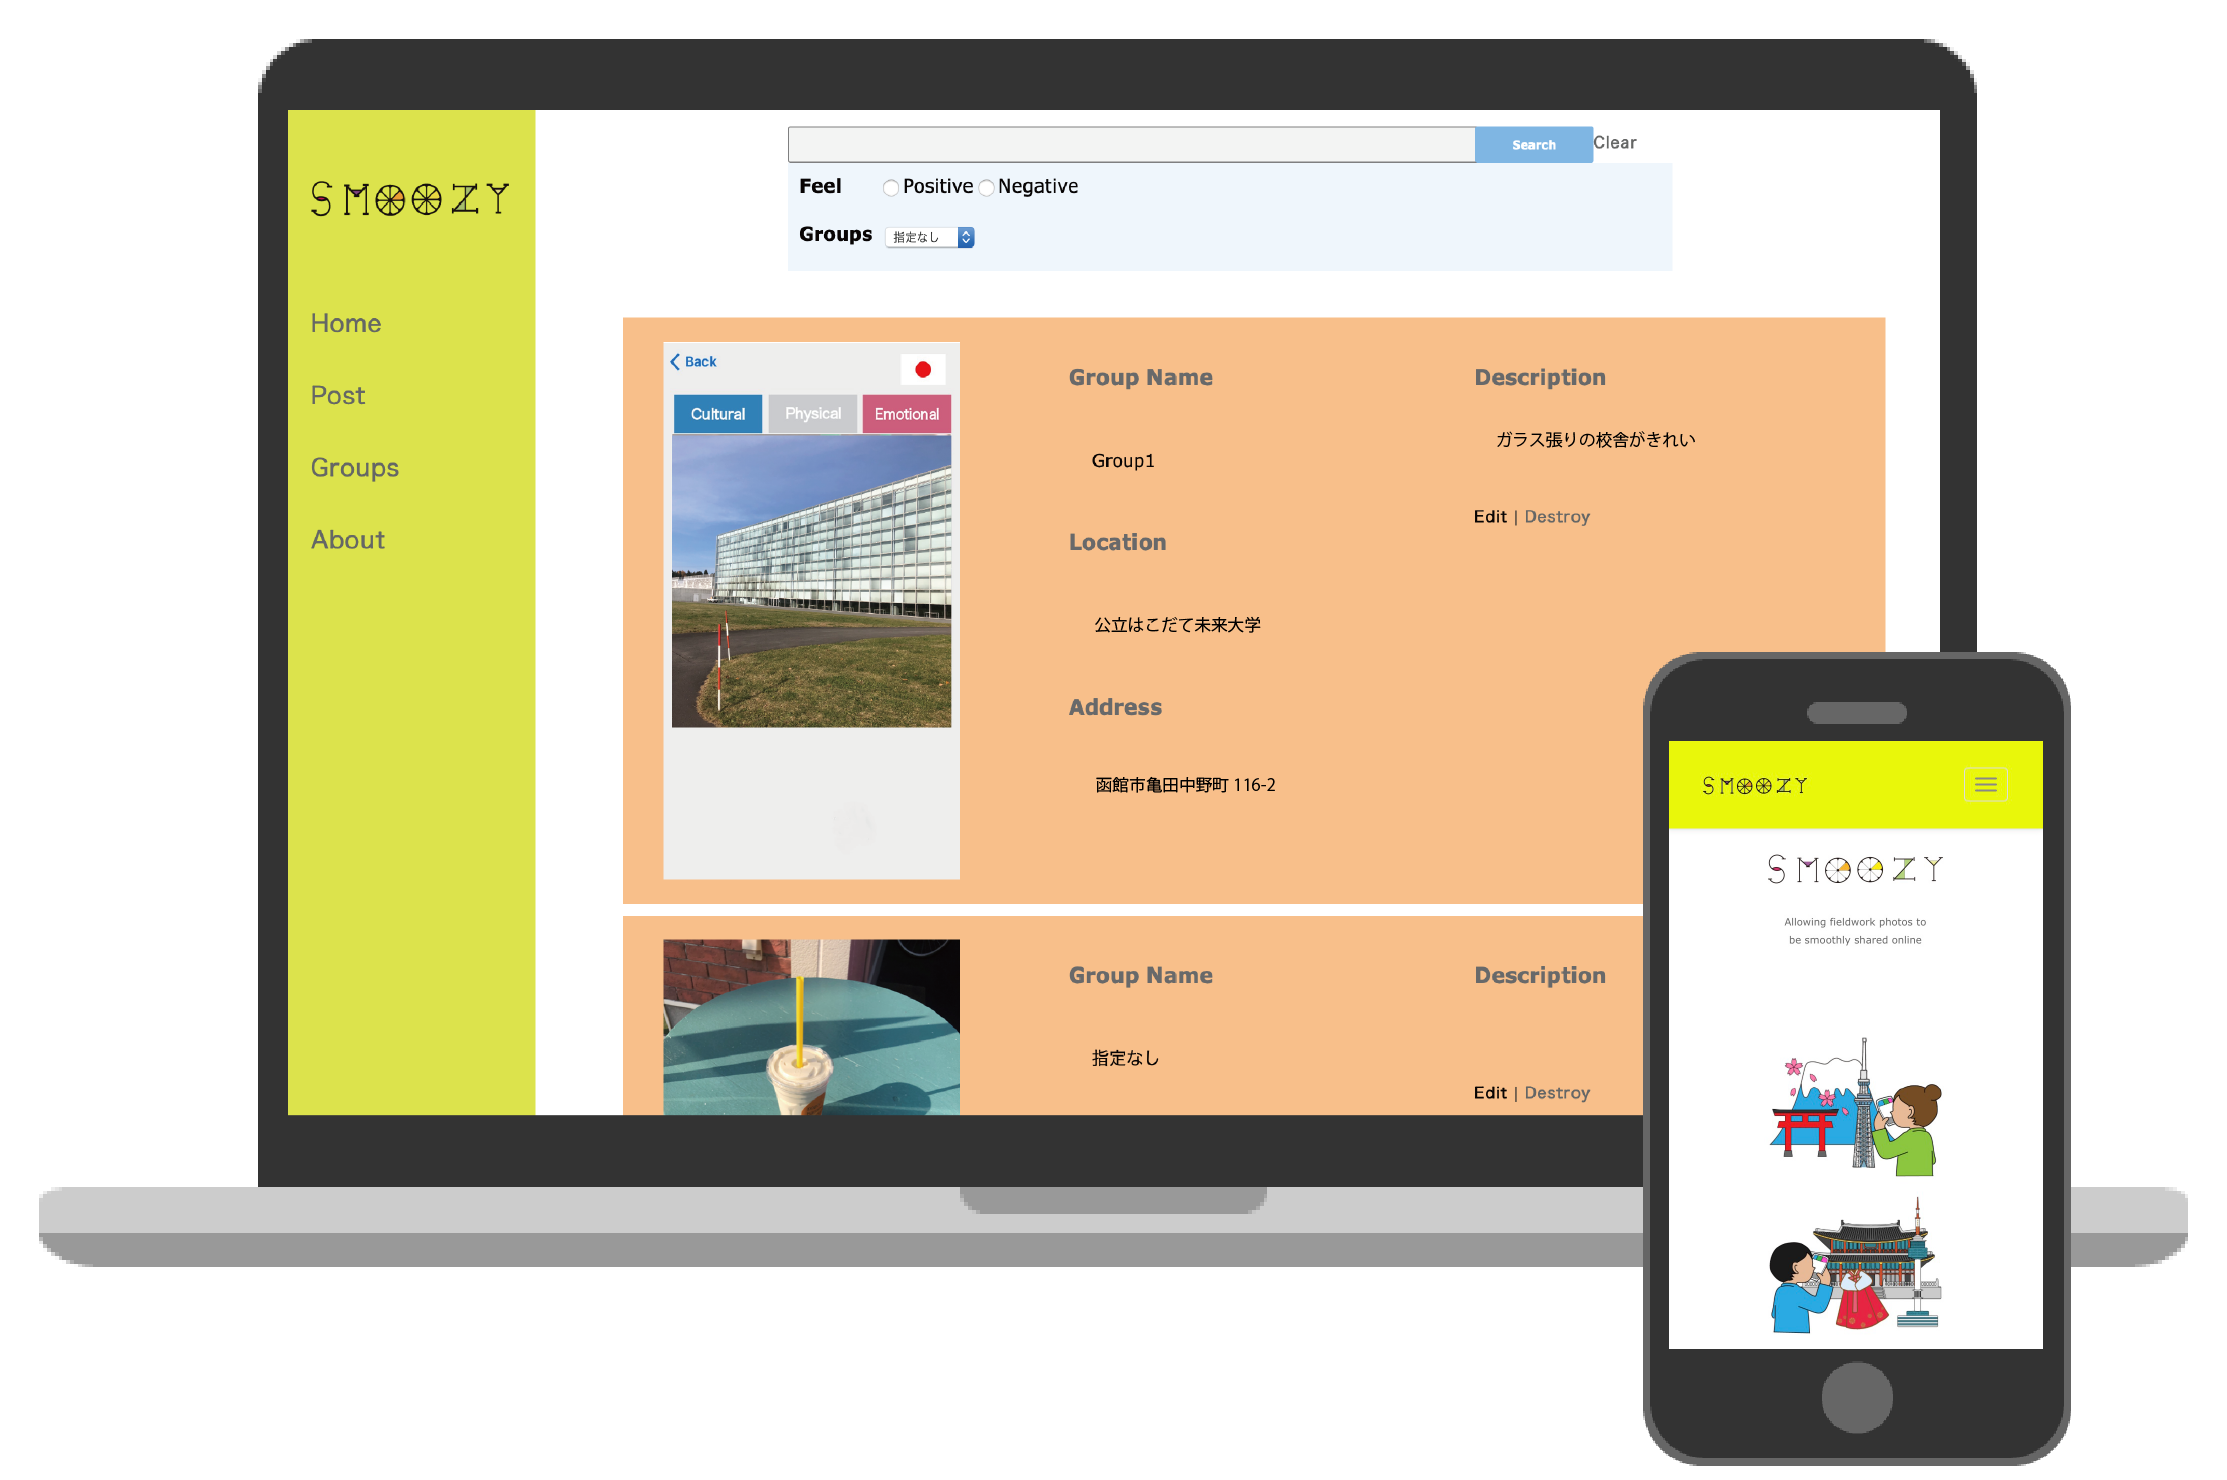 SMOOZY
Home
Post
Groups
About
Search
Clear
Feel
Positive
Negative
Groups
指定なし
Back
Cultural
Physical
Emotional
Group Name
Group1
Location
公立はこだて未来大学
Address
函館市亀田中野町 116-2
Description
ガラス張りの校舎がきれい
Edit | Destroy
Group Name
指定なし
Description
Edit | Destroy
SMOOZY
SMOOZY
Allowing fieldwork photos to
be smoothly shared online